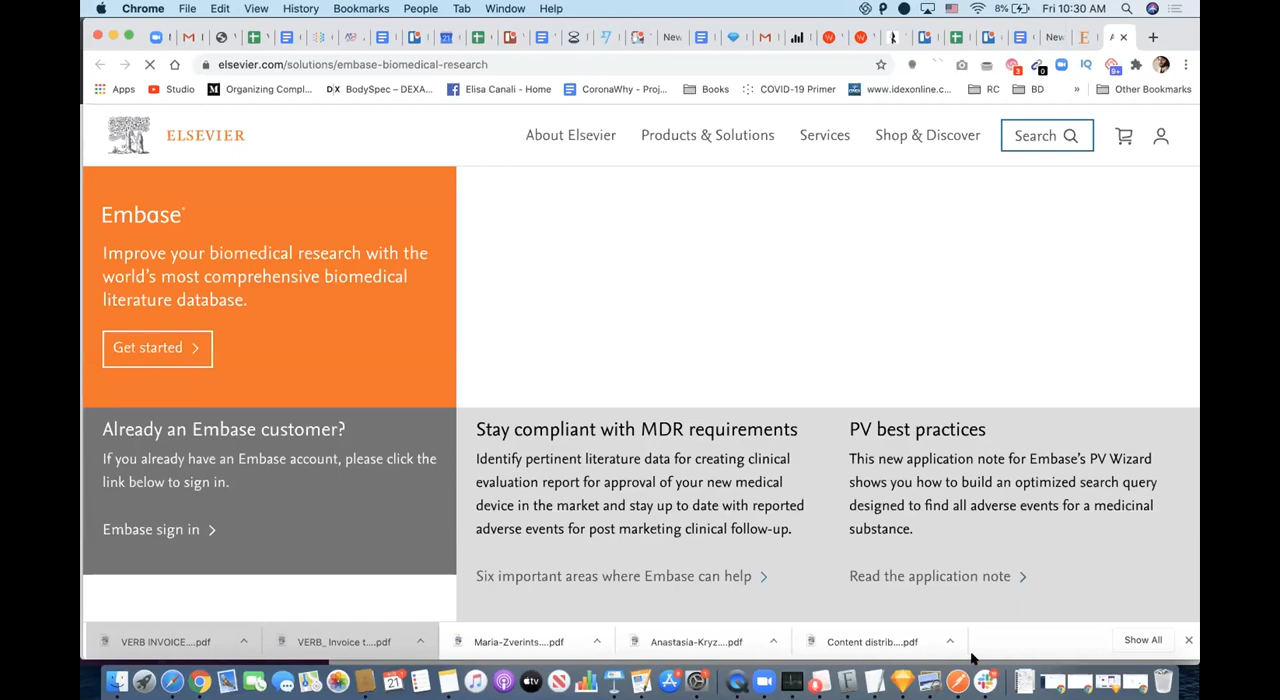 Chrome File Edit View History Bookmarks People Tab Window Help 8% Fri 10:30 AM
New New
elsevier.com/solutions/embase-biomedical-research
Apps Studio Organizing Compl... BodySpec – DEXA... Elisa Canali - Home CoronaWhy - Proj... Books COVID-19 Primer www.idexonline.c... RC BD » Other Bookmarks
ELSEVIER About Elsevier Products & Solutions Services Shop & Discover Search
Embase®
Improve your biomedical research with the
world's most comprehensive biomedical
literature database.
Get started
Already an Embase customer?
If you already have an Embase account, please click the
link below to sign in.
Embase sign in
Stay compliant with MDR requirements
Identify pertinent literature data for creating clinical
evaluation report for approval of your new medical
device in the market and stay up to date with reported
adverse events for post marketing clinical follow-up.
Six important areas where Embase can help
PV best practices
This new application note for Embase's PV Wizard
shows you how to build an optimized search query
designed to find all adverse events for a medicinal
substance.
Read the application note
VERB INVOICE....pdf VERB_ Invoice t....pdf Maria-Zverints....pdf Anastasia-Kryz....pdf Content distrib....pdf Show All